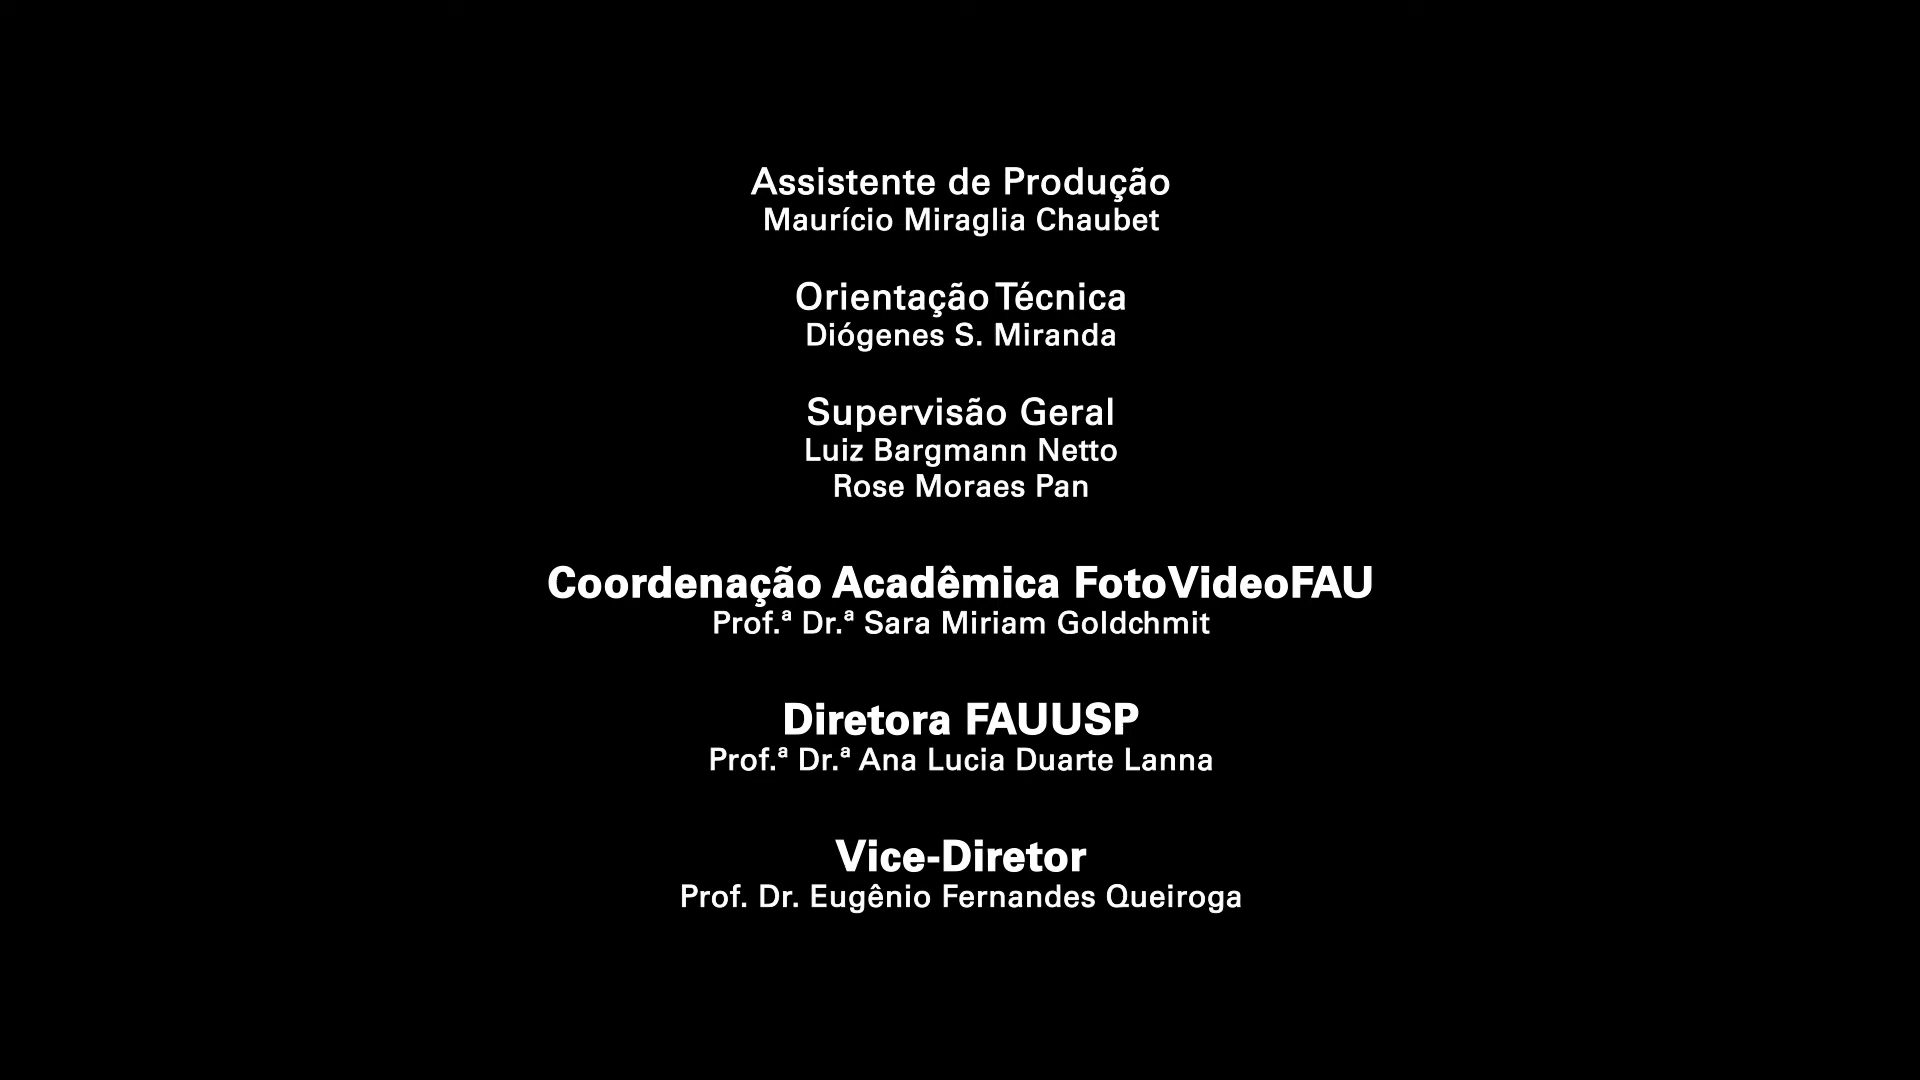 Assistente de Produção
Maurício Miraglia Chaubet
Orientação Técnica
Diógenes S. Miranda
Supervisão Geral
Luiz Bargmann Netto
Rose Moraes Pan
Coordenação Acadêmica FotoVideoFAU
Prof.ª Dr.ª Sara Miriam Goldchmit
Diretora FAUUSP
Prof.ª Dr.ª Ana Lucia Duarte Lanna
Vice-Diretor
Prof. Dr. Eugênio Fernandes Queiroga